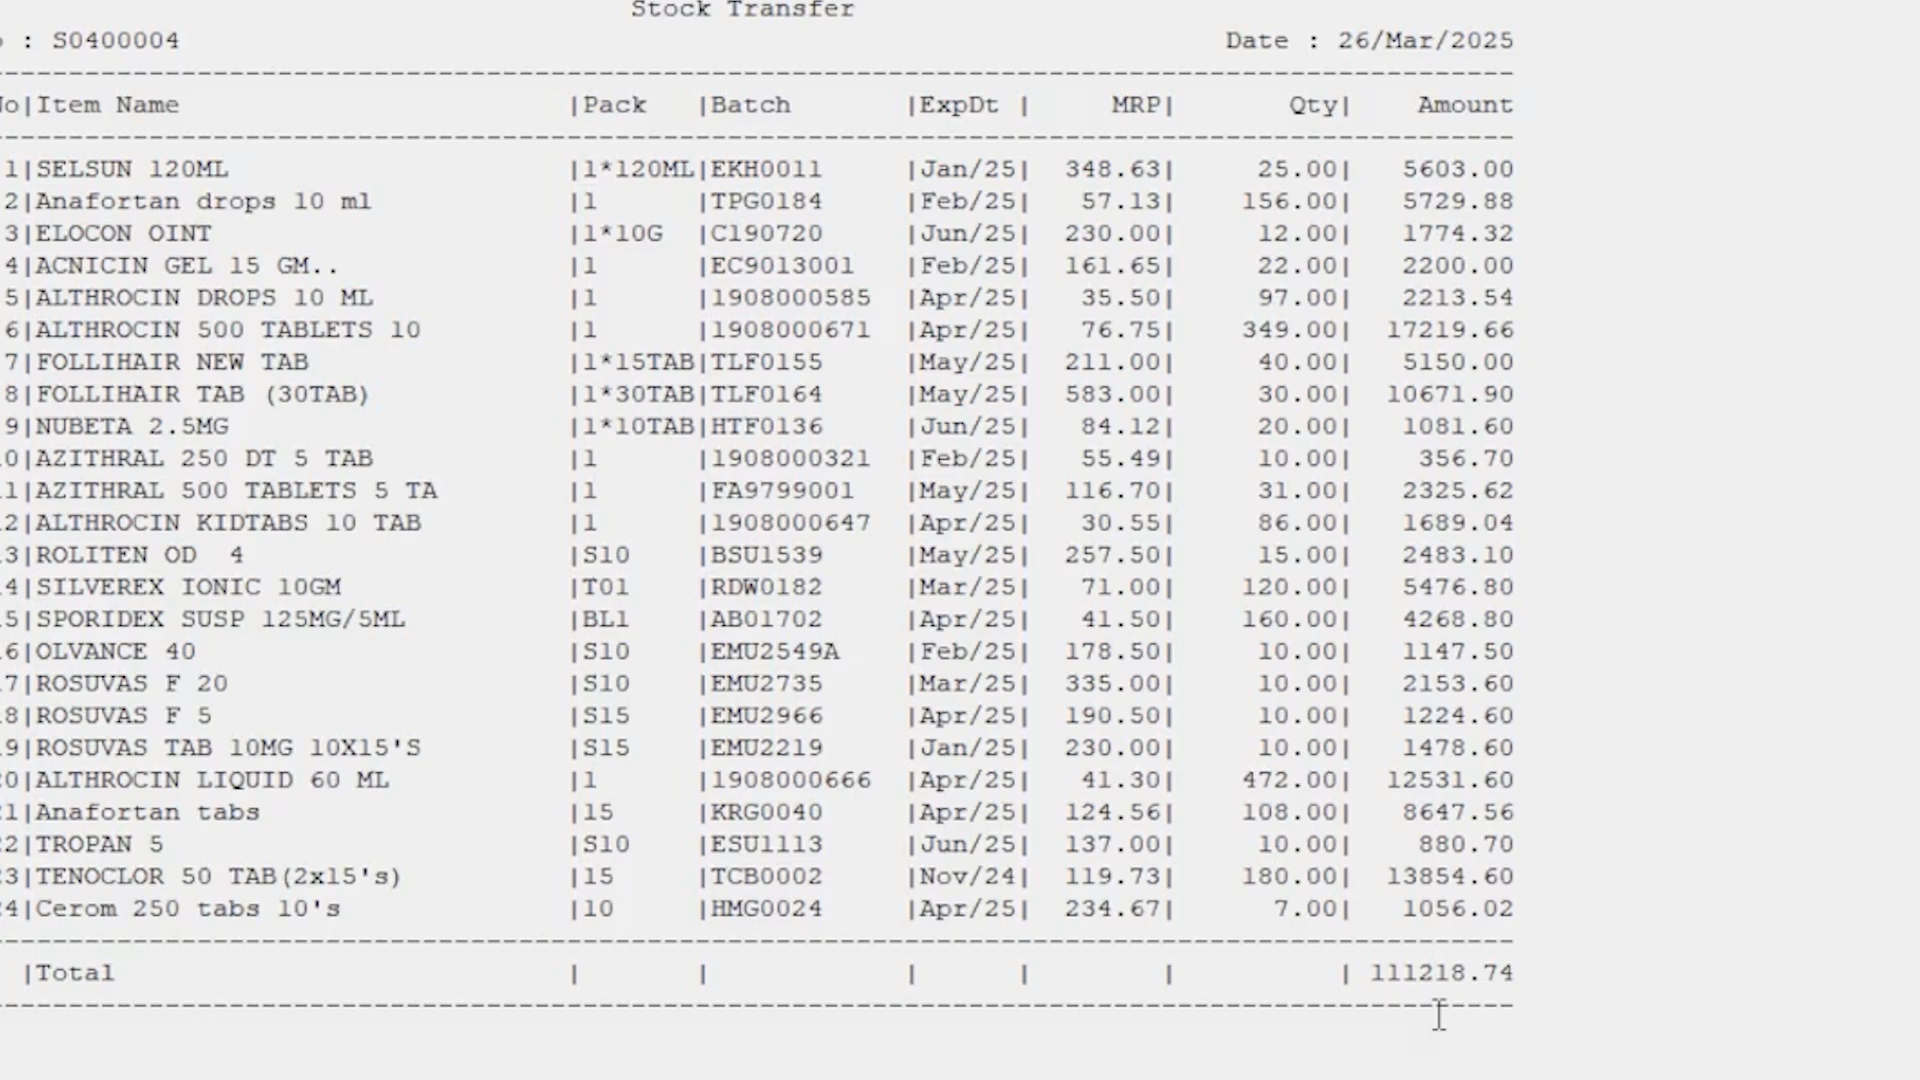 Stock Transfer
: S0400004 Date : 26/Mar/2025
No|Item Name |Pack |Batch |ExpDt | MRP| Qty| Amount
1|SELSUN 120ML |1*120ML|EKH0011 |Jan/25| 348.63| 25.00| 5603.00
2|Anafortan drops 10 ml |1 |TPG0184 |Feb/25| 57.13| 156.00| 5729.88
3|ELOCON OINT |1*10G |C190720 |Jun/25| 230.00| 12.00| 1774.32
4|ACNICIN GEL 15 GM.. |1 |EC9013001 |Feb/25| 161.65| 22.00| 2200.00
5|ALTHROCIN DROPS 10 ML |1 |1908000585 |Apr/25| 35.50| 97.00| 2213.54
6|ALTHROCIN 500 TABLETS 10 |1 |1908000671 |Apr/25| 76.75| 349.00| 17219.66
7|FOLLIHAIR NEW TAB |1*15TAB|TLF0155 |May/25| 211.00| 40.00| 5150.00
8|FOLLIHAIR TAB (30TAB) |1*30TAB|TLF0164 |May/25| 583.00| 30.00| 10671.90
9|NUBETA 2.5MG |1*10TAB|HTF0136 |Jun/25| 84.12| 20.00| 1081.60
0|AZITHRAL 250 DT 5 TAB |1 |1908000321 |Feb/25| 55.49| 10.00| 356.70
11|AZITHRAL 500 TABLETS 5 TA |1 |FA9799001 |May/25| 116.70| 31.00| 2325.62
12|ALTHROCIN KIDTABS 10 TAB |1 |1908000647 |Apr/25| 30.55| 86.00| 1689.04
13|ROLITEN OD 4 |S10 |BSU1539 |May/25| 257.50| 15.00| 2483.10
14|SILVEREX IONIC 10GM |T01 |RDW0182 |Mar/25| 71.00| 120.00| 5476.80
15|SPORIDEX SUSP 125MG/5ML |BL1 |AB01702 |Apr/25| 41.50| 160.00| 4268.80
16|OLVANCE 40 |S10 |EMU2549A |Feb/25| 178.50| 10.00| 1147.50
17|ROSUVAS F 20 |S10 |EMU2735 |Mar/25| 335.00| 10.00| 2153.60
18|ROSUVAS F 5 |S15 |EMU2966 |Apr/25| 190.50| 10.00| 1224.60
19|ROSUVAS TAB 10MG 10X15'S |S15 |EMU2219 |Jan/25| 230.00| 10.00| 1478.60
20|ALTHROCIN LIQUID 60 ML |1 |1908000666 |Apr/25| 41.30| 472.00| 12531.60
21|Anafortan tabs |15 |KRG0040 |Apr/25| 124.56| 108.00| 8647.56
22|TROPAN 5 |S10 |ESU1113 |Jun/25| 137.00| 10.00| 880.70
23|TENOCLOR 50 TAB(2x15's) |15 |TCB0002 |Nov/24| 119.73| 180.00| 13854.60
24|Cerom 250 tabs 10's |10 |HMG0024 |Apr/25| 234.67| 7.00| 1056.02
|Total | | | | | | 111218.74